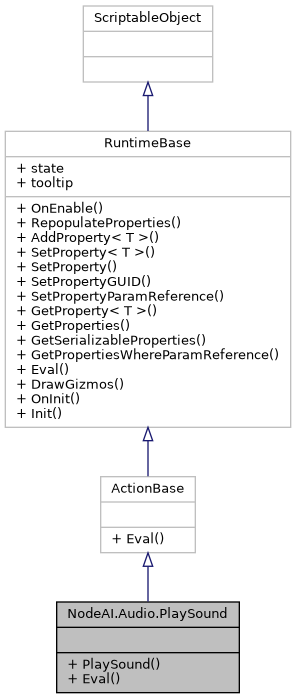 ScriptableObject
RuntimeBase
+ state
+ tooltip
+ OnEnable()
+ RepopulateProperties()
+ AddProperty< T >()
+ SetProperty< T >()
+ SetProperty()
+ SetPropertyGUID()
+ SetPropertyParamReference()
+ GetProperty< T >()
+ GetProperties()
+ GetSerializableProperties()
+ GetPropertiesWhereParamReference()
+ Eval()
+ DrawGizmos()
+ OnInit()
+ Init()
ActionBase
+ Eval()
NodeAI.Audio.PlaySound
+ PlaySound()
+ Eval()